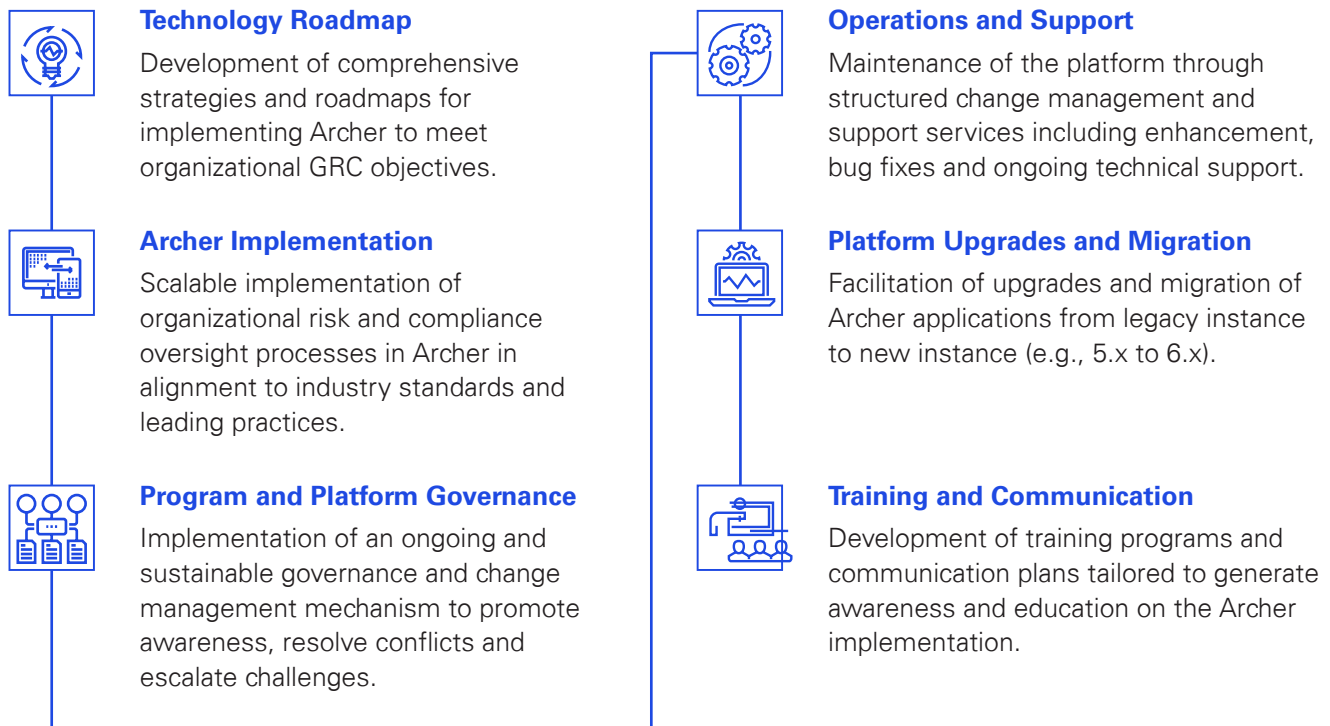 Technology Roadmap
Development of comprehensive
strategies and roadmaps for
implementing Archer to meet
organizational GRC objectives.
Archer Implementation
Scalable implementation of
organizational risk and compliance
oversight processes in Archer in
alignment to industry standards and
leading practices.
Program and Platform Governance
Implementation of an ongoing and
sustainable governance and change
management mechanism to promote
awareness, resolve conflicts and
escalate challenges.
Operations and Support
Maintenance of the platform through
structured change management and
support services including enhancement,
bug fixes and ongoing technical support.
Platform Upgrades and Migration
Facilitation of upgrades and migration of
Archer applications from legacy instance
to new instance (e.g., 5.x to 6.x).
Training and Communication
Development of training programs and
communication plans tailored to generate
awareness and education on the Archer
implementation.